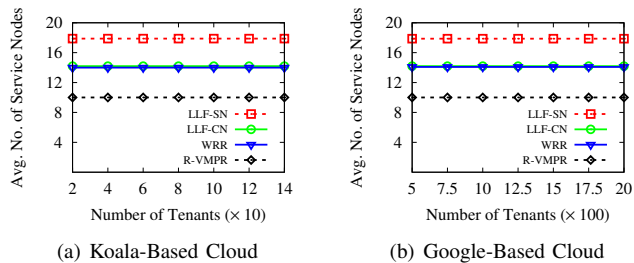 Avg. No. of Service Nodes
20
16
12
8
4
LLF-SN
LLF-CN
WRR
R-VMPR
2 4 6 8 10 12 14
Number of Tenants (× 10)
(a) Koala-Based Cloud
Avg. No. of Service Nodes
20
16
12
8
4
LLF-SN
LLF-CN
WRR
R-VMPR
5 7.5 10 12.5 15 17.5 20
Number of Tenants (× 100)
(b) Google-Based Cloud